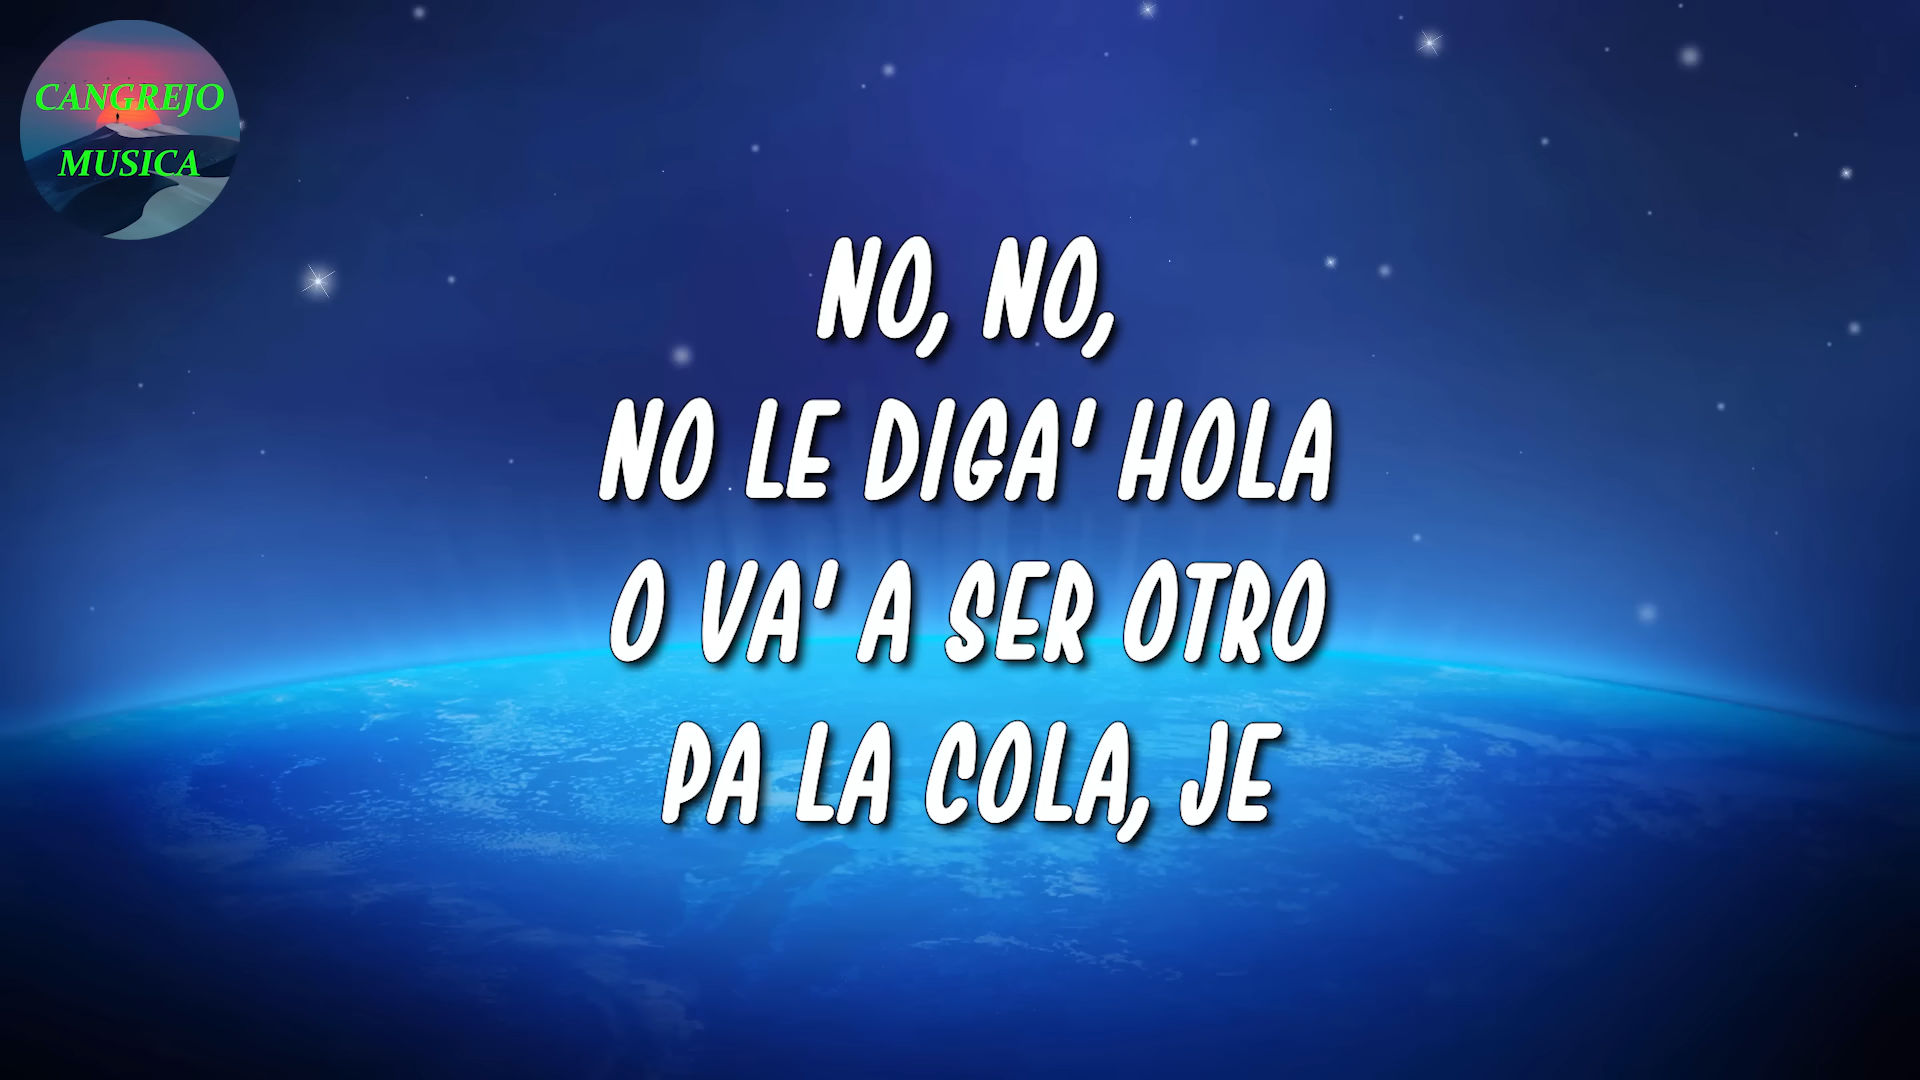 CANGREJO
MUSICA
NO, NO,
NO LE DIGA' HOLA
O VA' A SER OTRO
PA LA COLA, JE